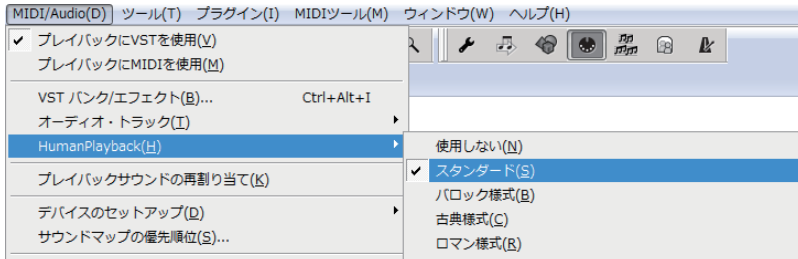 MIDI/Audio(D) ツール(T) プラグイン(I) MIDIツール(M) ウィンドウ(W) ヘルプ(H)
プレイバックにVSTを使用(V)
プレイバックにMIDIを使用(M)
VST バンク/エフェクト(B)... Ctrl+Alt+I
オーディオ・トラック(T)
HumanPlayback(H)
プレイバックサウンドの再割り当て(K)
デバイスのセットアップ(D)
サウンドマップの優先順位(S)...
使用しない(N)
スタンダード(S)
バロック様式(B)
古典様式(C)
ロマン様式(R)